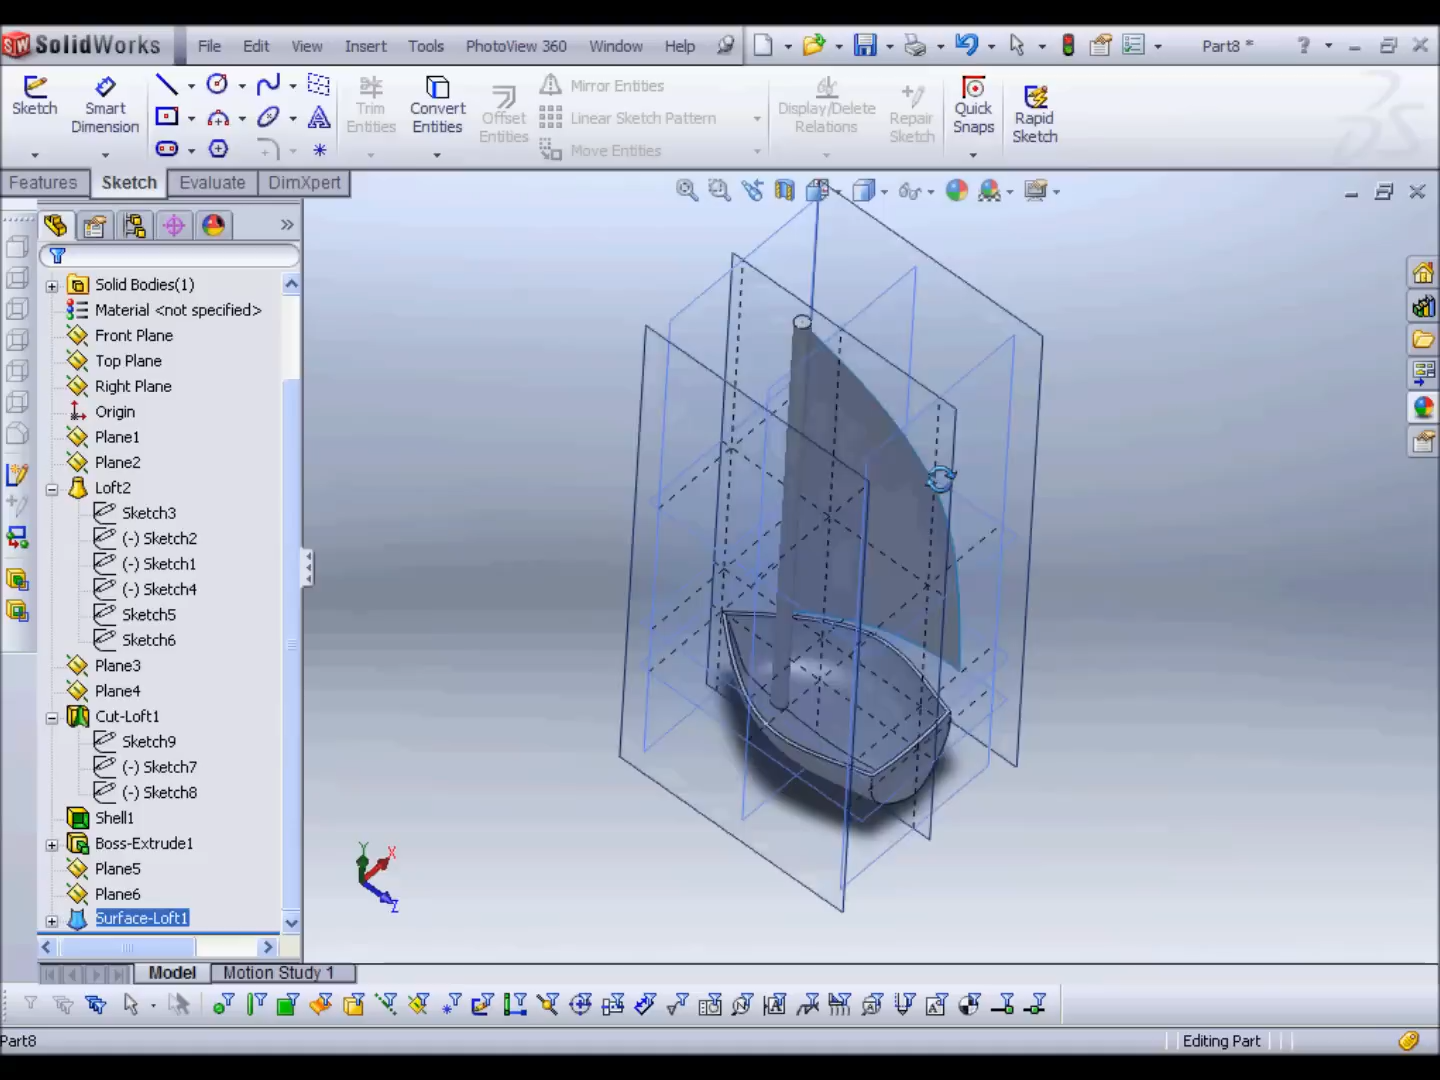 SolidWorks File Edit View Insert Tools PhotoView 360 Window Help Part8 * ?
Sketch Smart Dimension Trim Entities Convert Entities Offset Entities Mirror Entities Linear Sketch Pattern Move Entities Display/Delete Relations Repair Sketch Quick Snaps Rapid Sketch
Features Sketch Evaluate DimXpert
Solid Bodies(1)
Material <not specified>
Front Plane
Top Plane
Right Plane
Origin
Plane1
Plane2
Loft2
Sketch3
(-) Sketch2
(-) Sketch1
(-) Sketch4
Sketch5
Sketch6
Plane3
Plane4
Cut-Loft1
Sketch9
(-) Sketch7
(-) Sketch8
Shell1
Boss-Extrude1
Plane5
Plane6
Surface-Loft1
Y X
Z
Model Motion Study 1
Part8 Editing Part